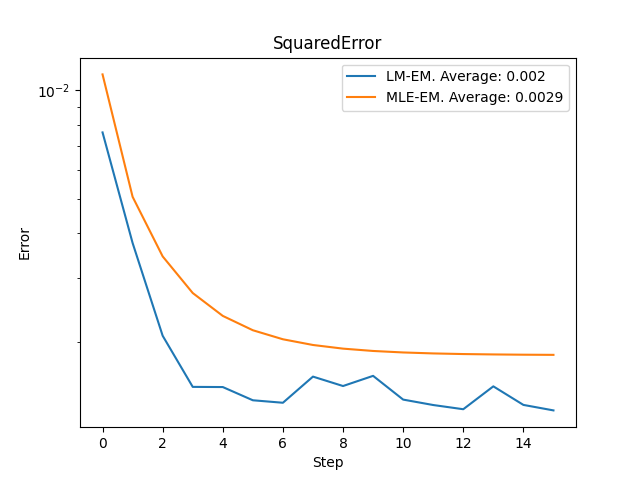 SquaredError
LM-EM. Average: 0.002
MLE-EM. Average: 0.0029
10⁻²
Error
0 2 4 6 8 10 12 14
Step